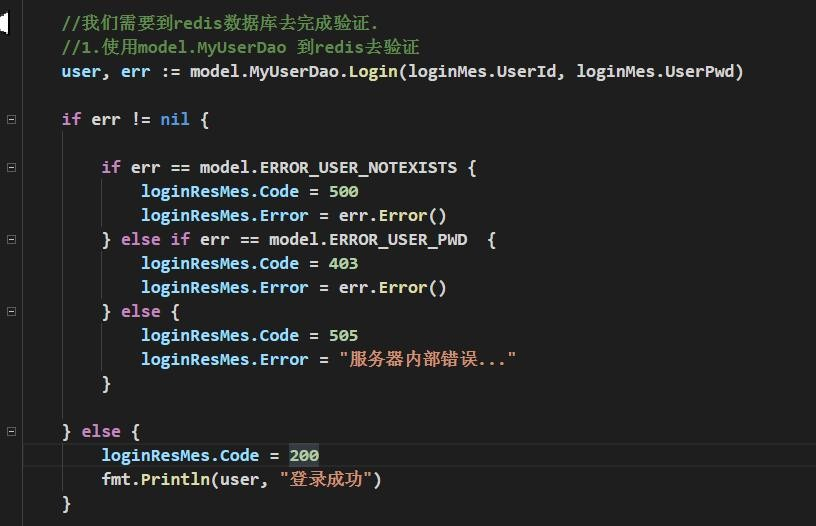 //我们需要到redis数据库去完成验证.
//1.使用model.MyUserDao 到redis去验证
user, err := model.MyUserDao.Login(loginMes.UserId, loginMes.UserPwd)
if err != nil {
if err == model.ERROR_USER_NOTEXISTS {
loginResMes.Code = 500
loginResMes.Error = err.Error()
} else if err == model.ERROR_USER_PWD  {
loginResMes.Code = 403
loginResMes.Error = err.Error()
} else {
loginResMes.Code = 505
loginResMes.Error = "服务器内部错误..."
}
} else {
loginResMes.Code = 200
fmt.Println(user, "登录成功")
}